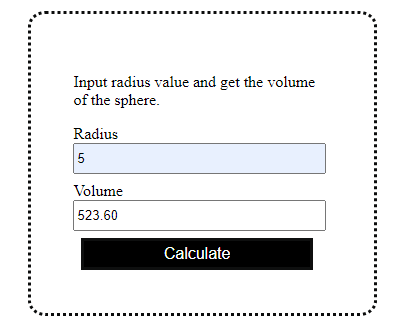 Input radius value and get the volume
of the sphere.
Radius
5
Volume
523.60
Calculate